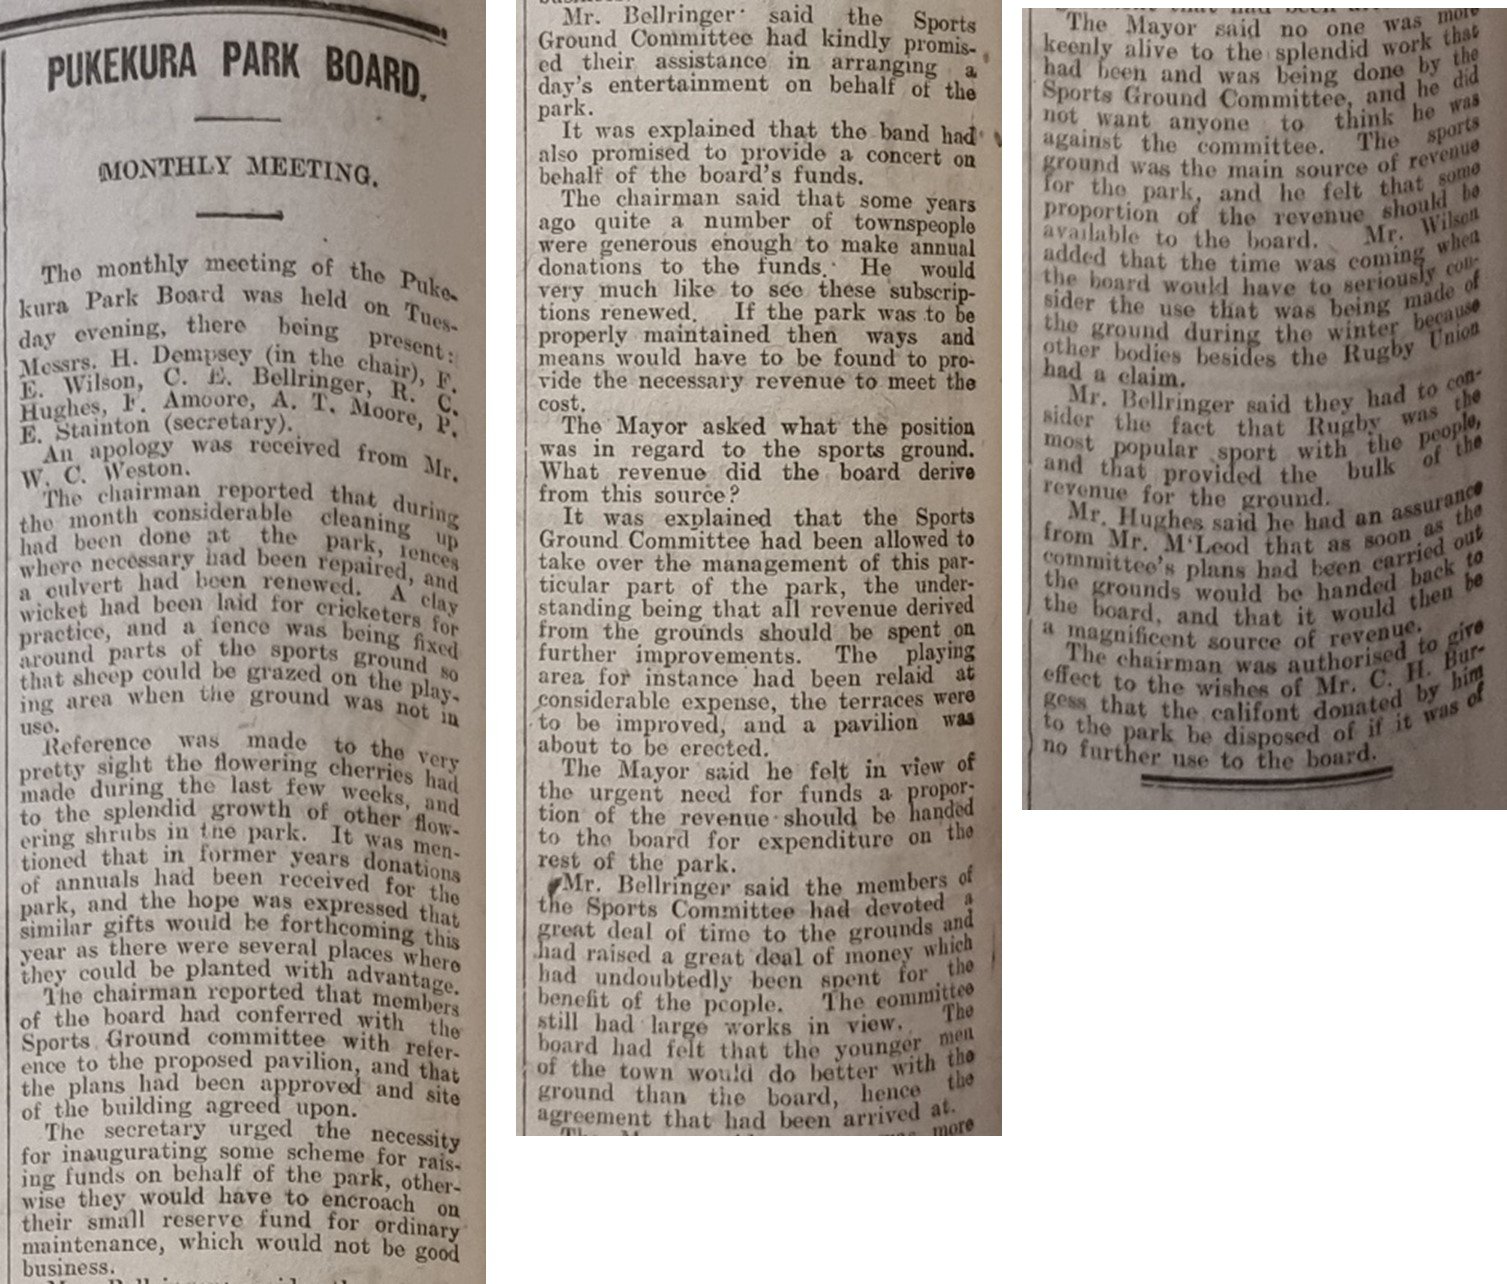 PUKEKURA PARK BOARD.
MONTHLY MEETING.
The monthly meeting of the Puke-
kura Park Board was held on Tues-
day evening, there being present:
Messrs. H. Dempsey (in the chair), F.
E. Wilson, C. E. Bellringer, R. C.
Hughes, F. Amoore, A. T. Moore, P.
E. Stainton (secretary).
An apology was received from Mr.
W. C. Weston.
The chairman reported that during
the month considerable cleaning up
had been done at the park, fences
where necessary had been repaired, and
a culvert had been renewed. A clay
wicket had been laid for cricketers for
practice, and a fence was being fixed
around parts of the sports ground so
that sheep could be grazed on the play-
ing area when the ground was not in
use.
Reference was made to the very
pretty sight the flowering cherries had
made during the last few weeks, and
to the splendid growth of other flow-
ering shrubs in the park. It was men-
tioned that in former years donations
of annuals had been received for the
park, and the hope was expressed that
similar gifts would be forthcoming this
year as there were several places where
they could be planted with advantage.
The chairman reported that members
of the board had conferred with the
Sports Ground committee with refer-
ence to the proposed pavilion, and that
the plans had been approved and site
of the building agreed upon.
The secretary urged the necessity
for inaugurating some scheme for rais-
ing funds on behalf of the park, other-
wise they would have to encroach on
their small reserve fund for ordinary
maintenance, which would not be good
business.
Mr. Bellringer said the Sports
Ground Committee had kindly promis-
ed their assistance in arranging a
day's entertainment on behalf of the
park.
It was explained that the band had
also promised to provide a concert on
behalf of the board's funds.
The chairman said that some years
ago quite a number of townspeople
were generous enough to make annual
donations to the funds. He would
very much like to see these subscrip-
tions renewed. If the park was to be
properly maintained then ways and
means would have to be found to pro-
vide the necessary revenue to meet the
cost.
The Mayor asked what the position
was in regard to the sports ground.
What revenue did the board derive
from this source?
It was explained that the Sports
Ground Committee had been allowed to
take over the management of this par-
ticular part of the park, the under-
standing being that all revenue derived
from the grounds should be spent on
further improvements. The playing
area for instance had been relaid at
considerable expense, the terraces were
to be improved, and a pavilion was
about to be erected.
The Mayor said he felt in view of
the urgent need for funds a propor-
tion of the revenue should be handed
to the board for expenditure on the
rest of the park.
Mr. Bellringer said the members of
the Sports Committee had devoted a
great deal of time to the grounds and
had raised a great deal of money which
had undoubtedly been spent for the
benefit of the people. The committee
still had large works in view. The
board had felt that the younger men
of the town would do better with the
ground than the board, hence the
agreement that had been arrived at.
The Mayor said no one was more
keenly alive to the splendid work that
had been and was being done by the
Sports Ground Committee, and he did
not want anyone to think he was
against the committee. The sports
ground was the main source of revenue
for the park, and he felt that some
proportion of the revenue should be
available to the board. Mr. Wilson
added that the time was coming when
the board would have to seriously con-
sider the use that was being made of
the ground during the winter because
other bodies besides the Rugby Union
had a claim.
Mr. Bellringer said they had to con-
sider the fact that Rugby was the
most popular sport with the people,
and that provided the bulk of the
revenue for the ground.
Mr. Hughes said he had an assurance
from Mr. M'Leod that as soon as the
committee's plans had been carried out
the grounds would be handed back to
the board, and that it would then be
a magnificent source of revenue.
The chairman was authorised to give
effect to the wishes of Mr. C. H. Bur-
gess that the califont donated by him
to the park be disposed of if it was of
no further use to the board.